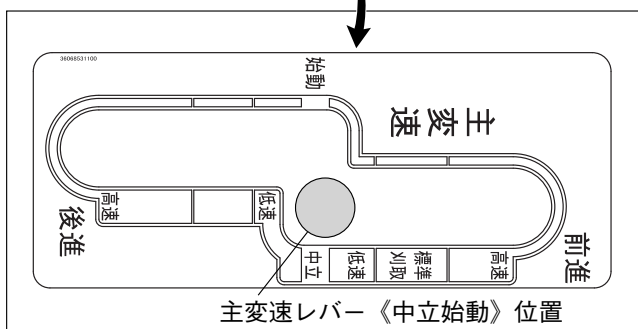 36068531100
始動
主変速
後進
高速
低速
中立
低速
標準
刈取
高速
前進
主変速レバー《中立始動》位置